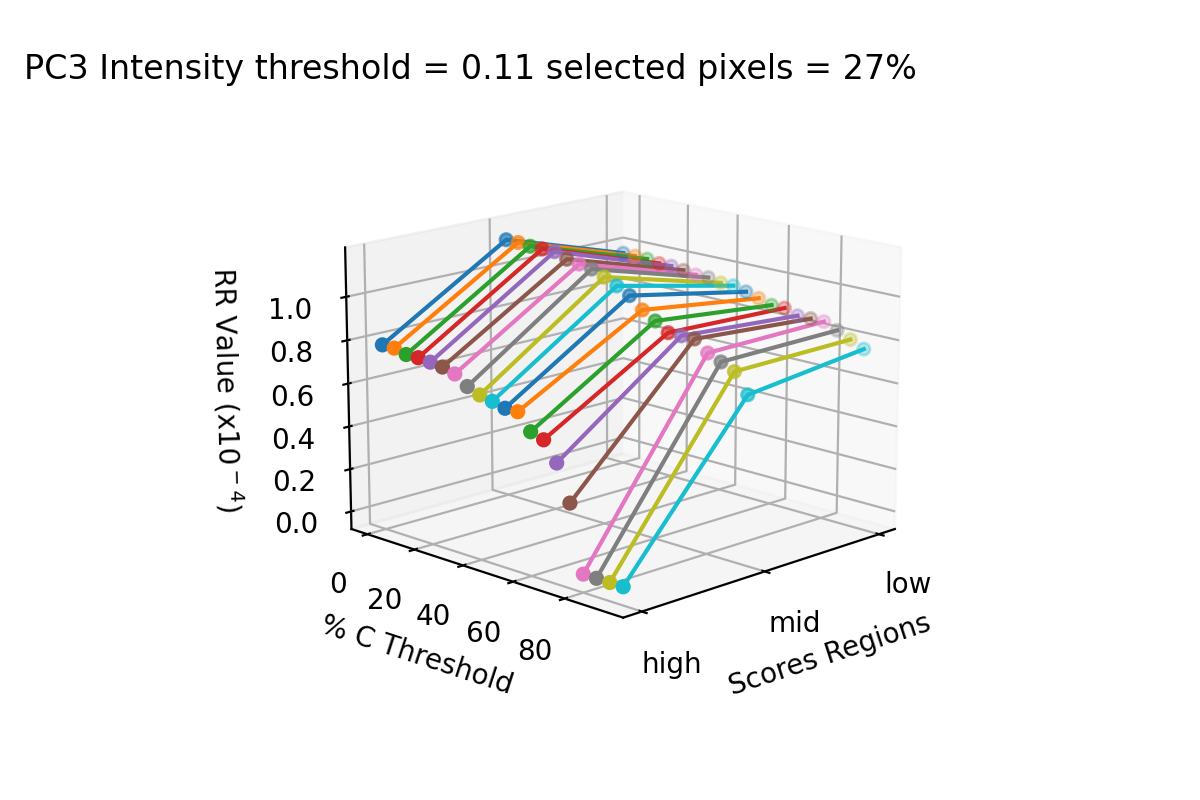 PC3 Intensity threshold = 0.11 selected pixels = 27%
RR Value (x10⁻⁴)
1.0
0.8
0.6
0.4
0.2
0.0
0
20
40
60
80
% C Threshold
high
mid
low
Scores Regions